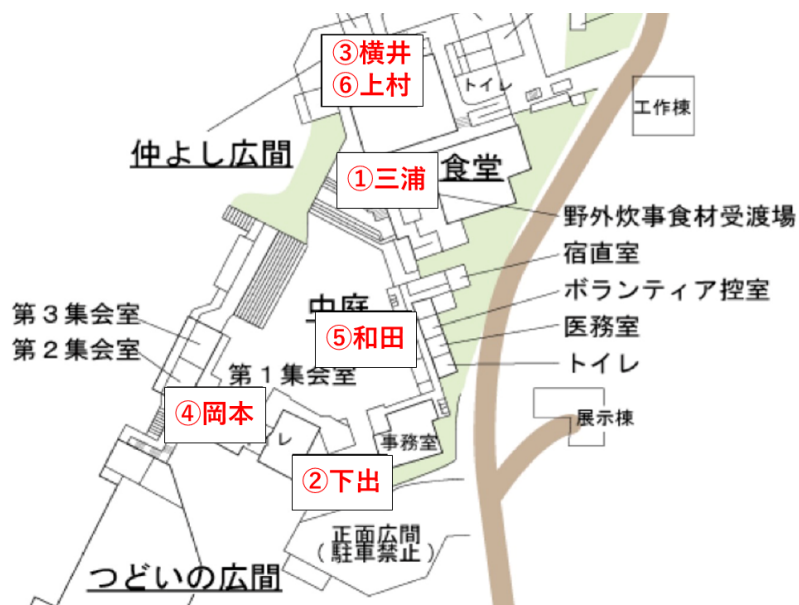 ③横井
⑥上村
トイレ
工作棟
仲よし広間
①三浦
食堂
野外炊事食材受渡場
宿直室
ボランティア控室
医務室
トイレ
中庭
⑤和田
第3集会室
第2集会室
第1集会室
④岡本
レ
事務室
展示棟
②下出
正面広間
(駐車禁止)
つどいの広間